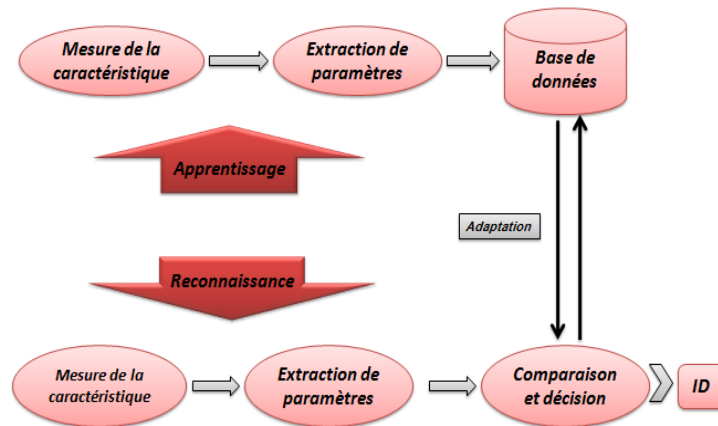 Mesure de la
caractéristique
Extraction de
paramètres
Base de
données
Apprentissage
Adaptation
Reconnaissance
Mesure de la
caractéristique
Extraction de
paramètres
Comparaison
et décision
ID